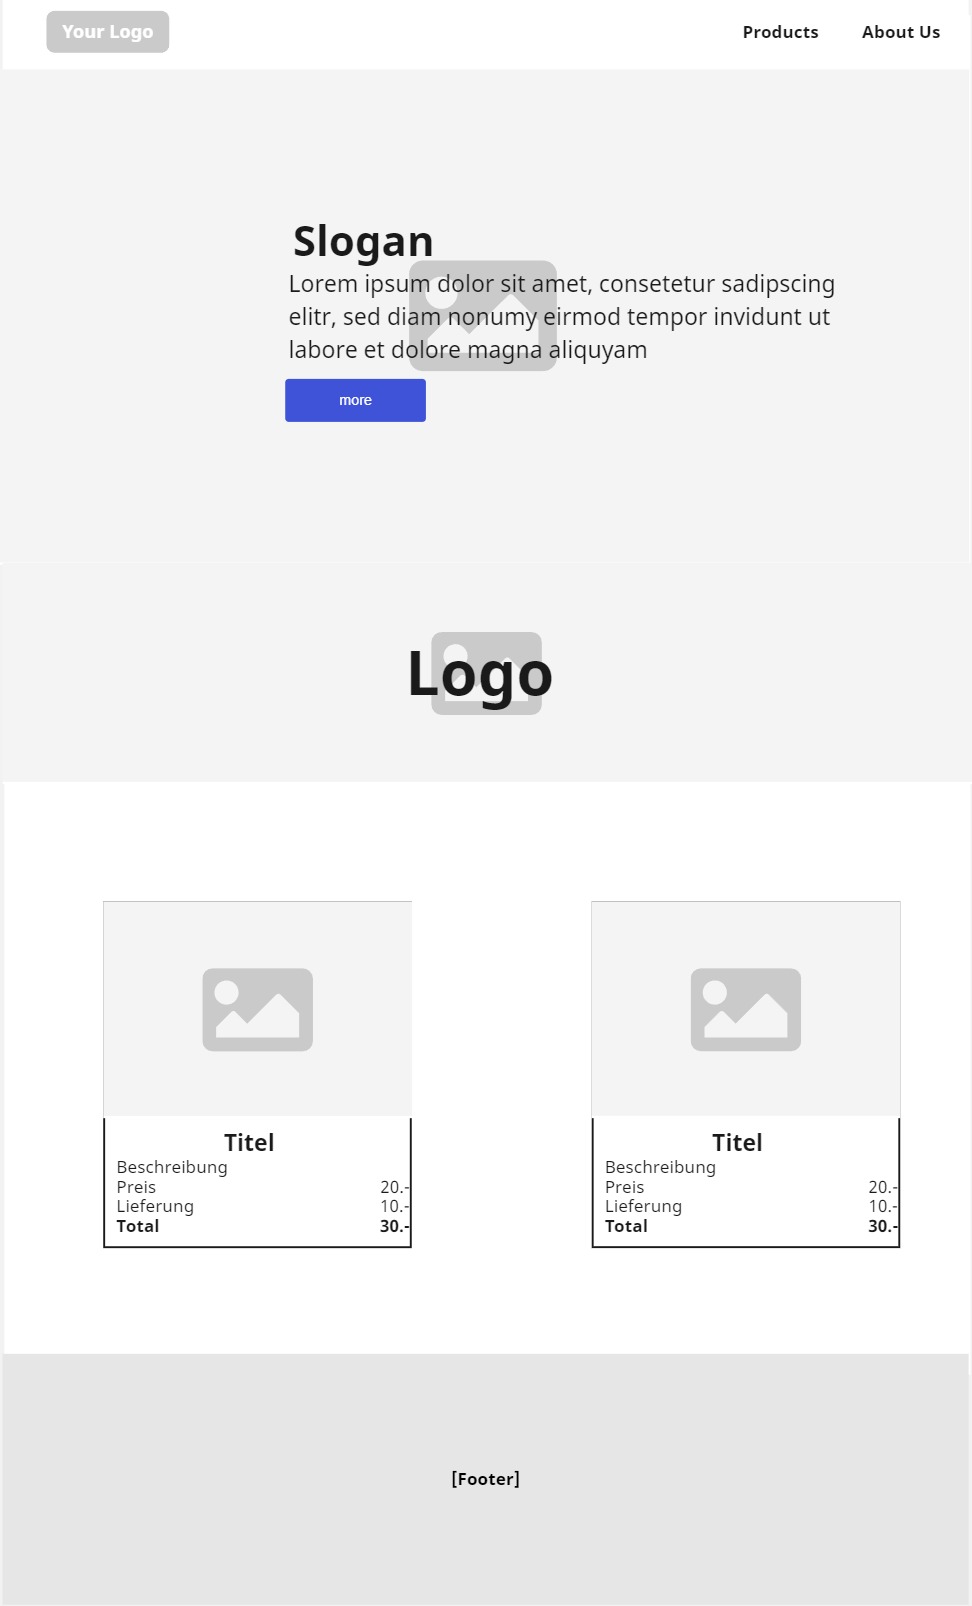 Your Logo
Products
About Us
Slogan
Lorem ipsum dolor sit amet, consetetur sadipscing
elitr, sed diam nonumy eirmod tempor invidunt ut
labore et dolore magna aliquyam
more
Logo
Titel
Beschreibung
Preis 20.-
Lieferung 10.-
Total 30.-
Titel
Beschreibung
Preis 20.-
Lieferung 10.-
Total 30.-
[Footer]